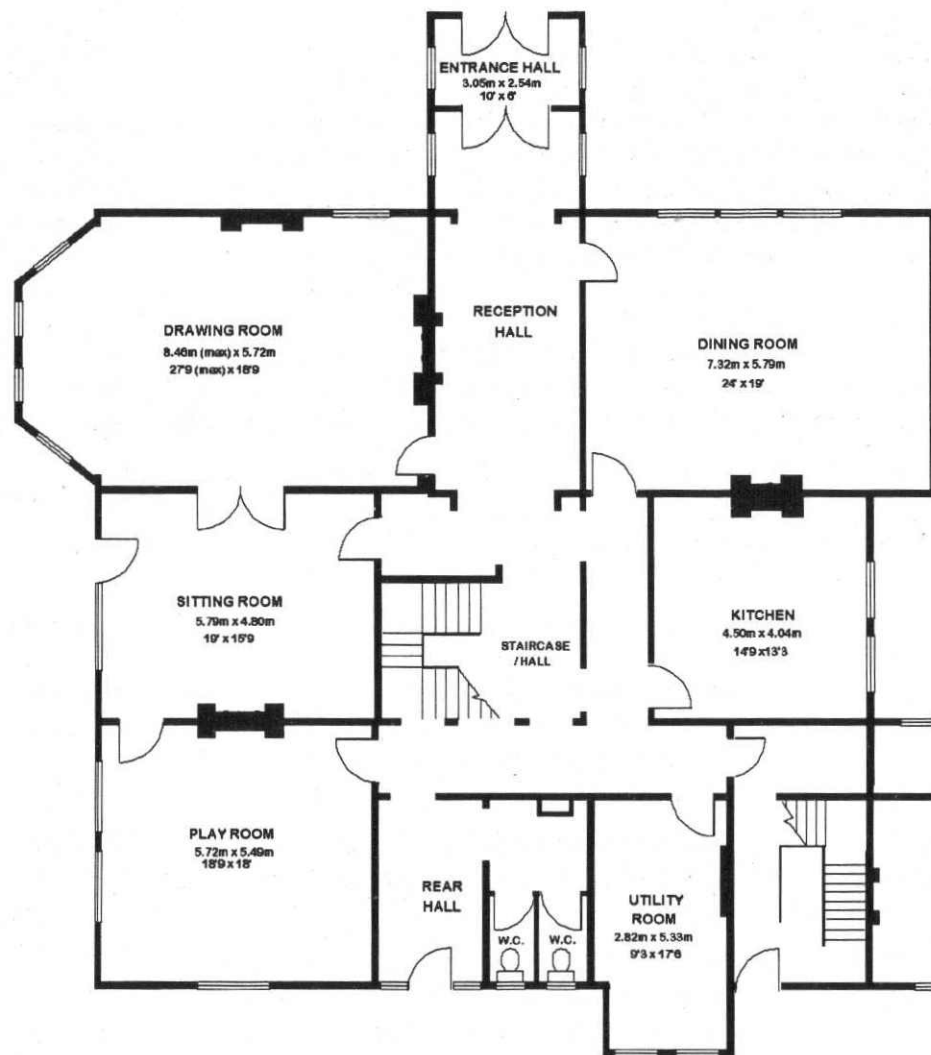 ENTRANCE HALL
3.05m x 2.54m
10' x 6'
RECEPTION
HALL
DRAWING ROOM
8.46m (max) x 5.72m
27'9 (max) x 18'9
DINING ROOM
7.32m x 5.79m
24' x 19'
SITTING ROOM
5.79m x 4.80m
19' x 15'9
STAIRCASE
/ HALL
KITCHEN
4.50m x 4.04m
14'9 x13'3
PLAY ROOM
5.72m x 5.49m
18'9 x 18'
REAR
HALL
W.C.
W.C.
UTILITY
ROOM
2.82m x 5.33m
9'3 x 17'6